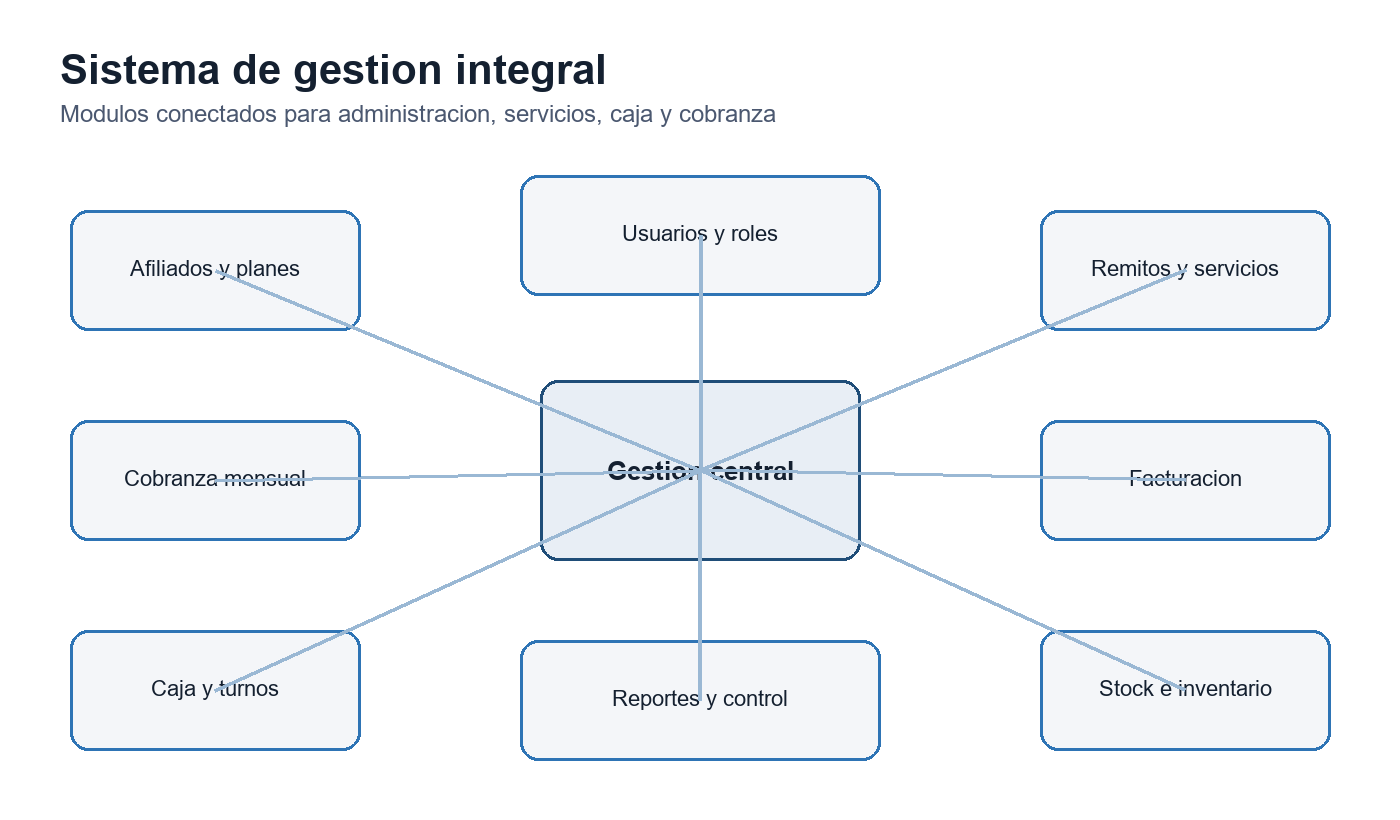 Sistema de gestion integral
Modulos conectados para administracion, servicios, caja y cobranza
Usuarios y roles
Afiliados y planes
Remitos y servicios
Cobranza mensual
Gestion central
Facturacion
Caja y turnos
Reportes y control
Stock e inventario